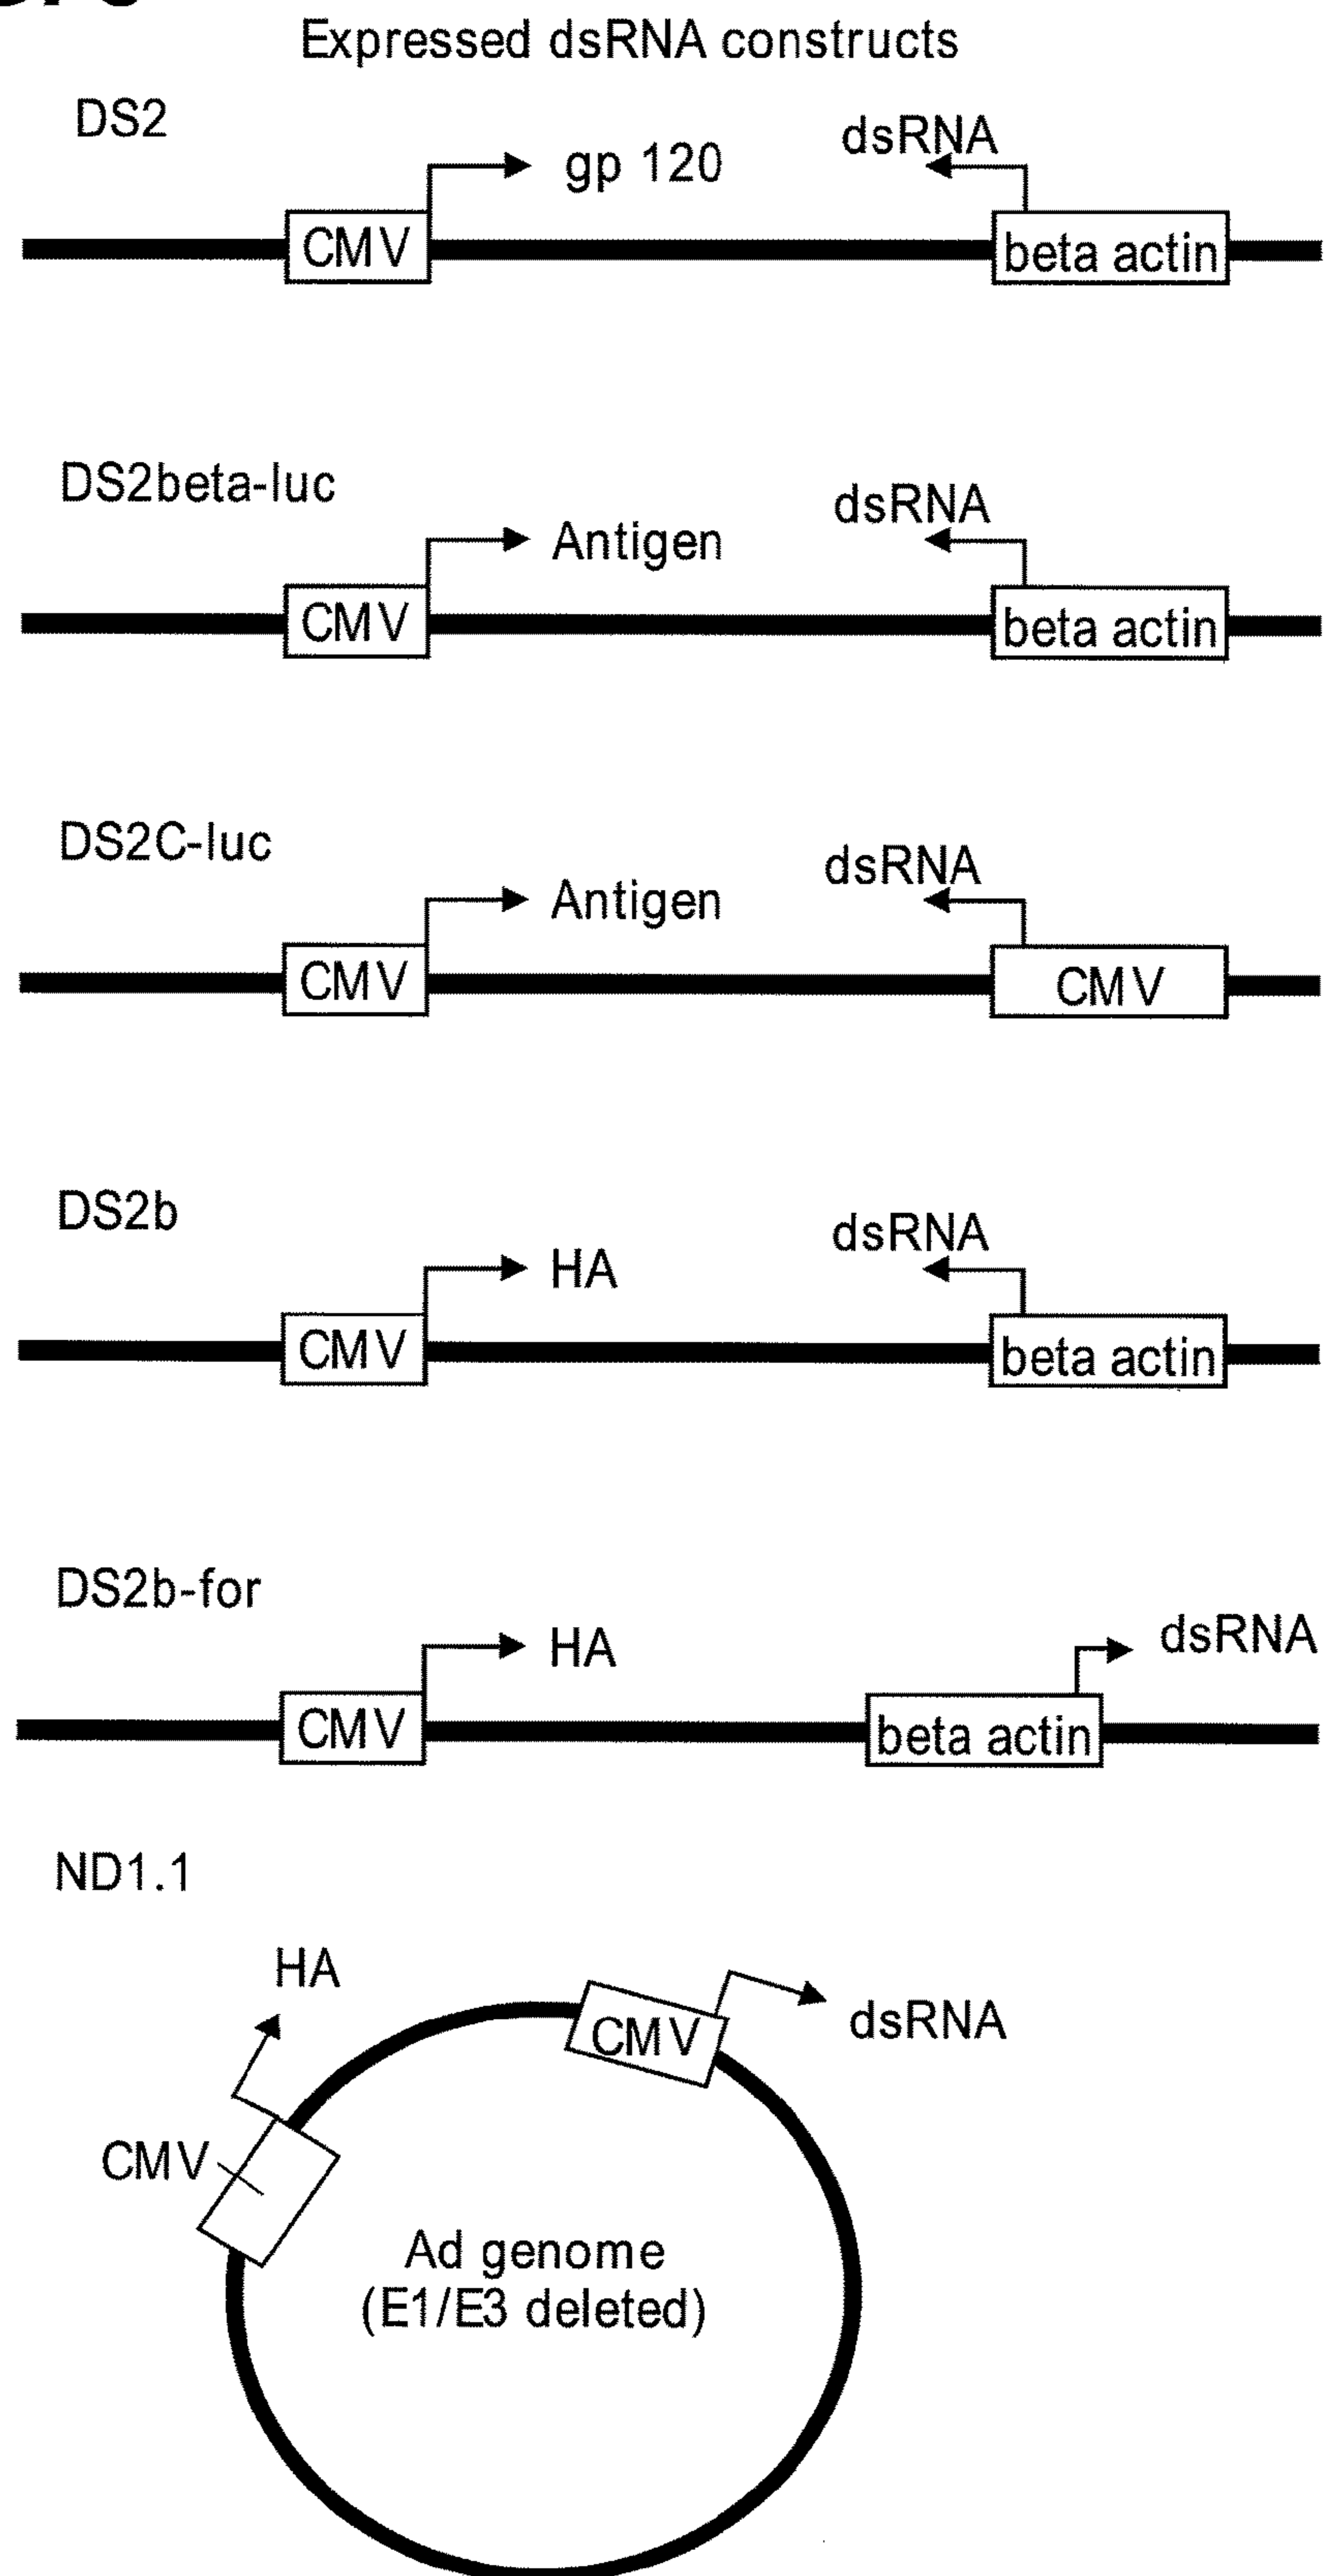 Expressed dsRNA constructs
DS2
gp 120
dsRNA
CMV
beta actin
DS2beta-luc
Antigen
dsRNA
CMV
beta actin
DS2C-luc
Antigen
dsRNA
CMV
CMV
DS2b
HA
dsRNA
CMV
beta actin
DS2b-for
HA
dsRNA
CMV
beta actin
ND1.1
HA
CMV
dsRNA
CMV
Ad genome
(E1/E3 deleted)